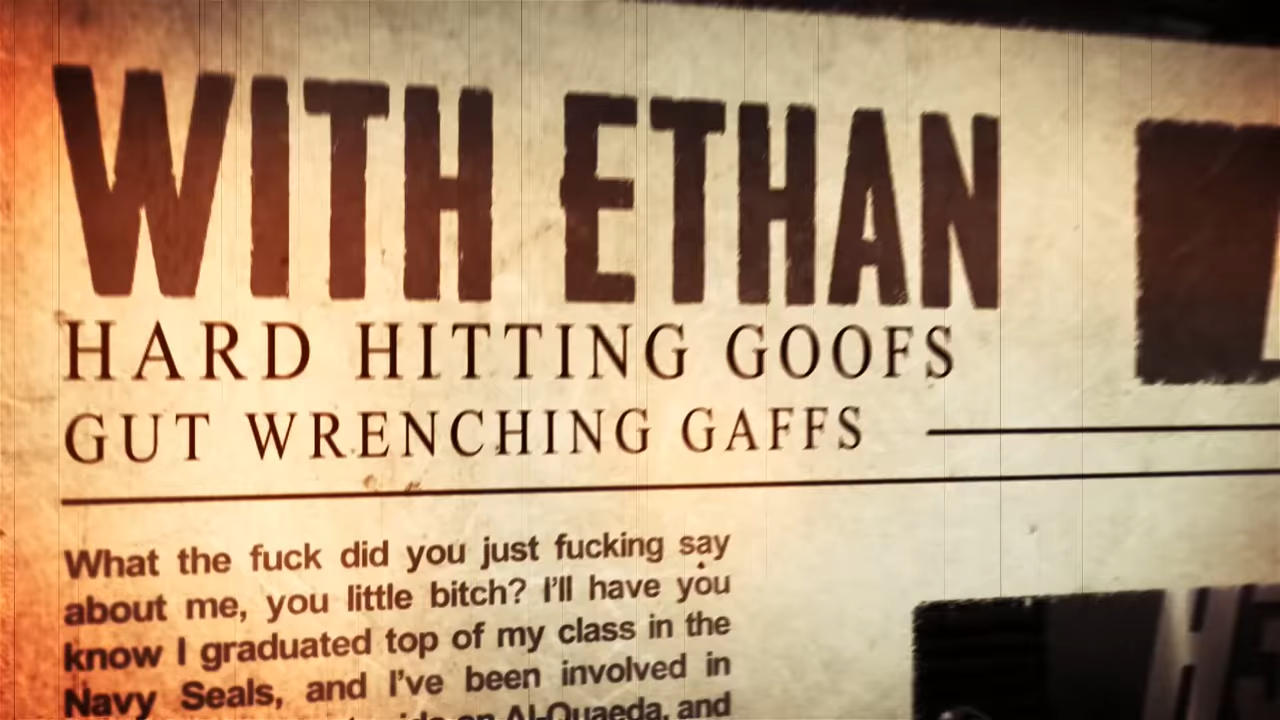 WITH ETHAN
HARD HITTING GOOFS
GUT WRENCHING GAFFS
What the fuck did you just fucking say
about me, you little bitch? I'll have you
know I graduated top of my class in the
Navy Seals, and I've been involved in
on Al-Quaeda, and